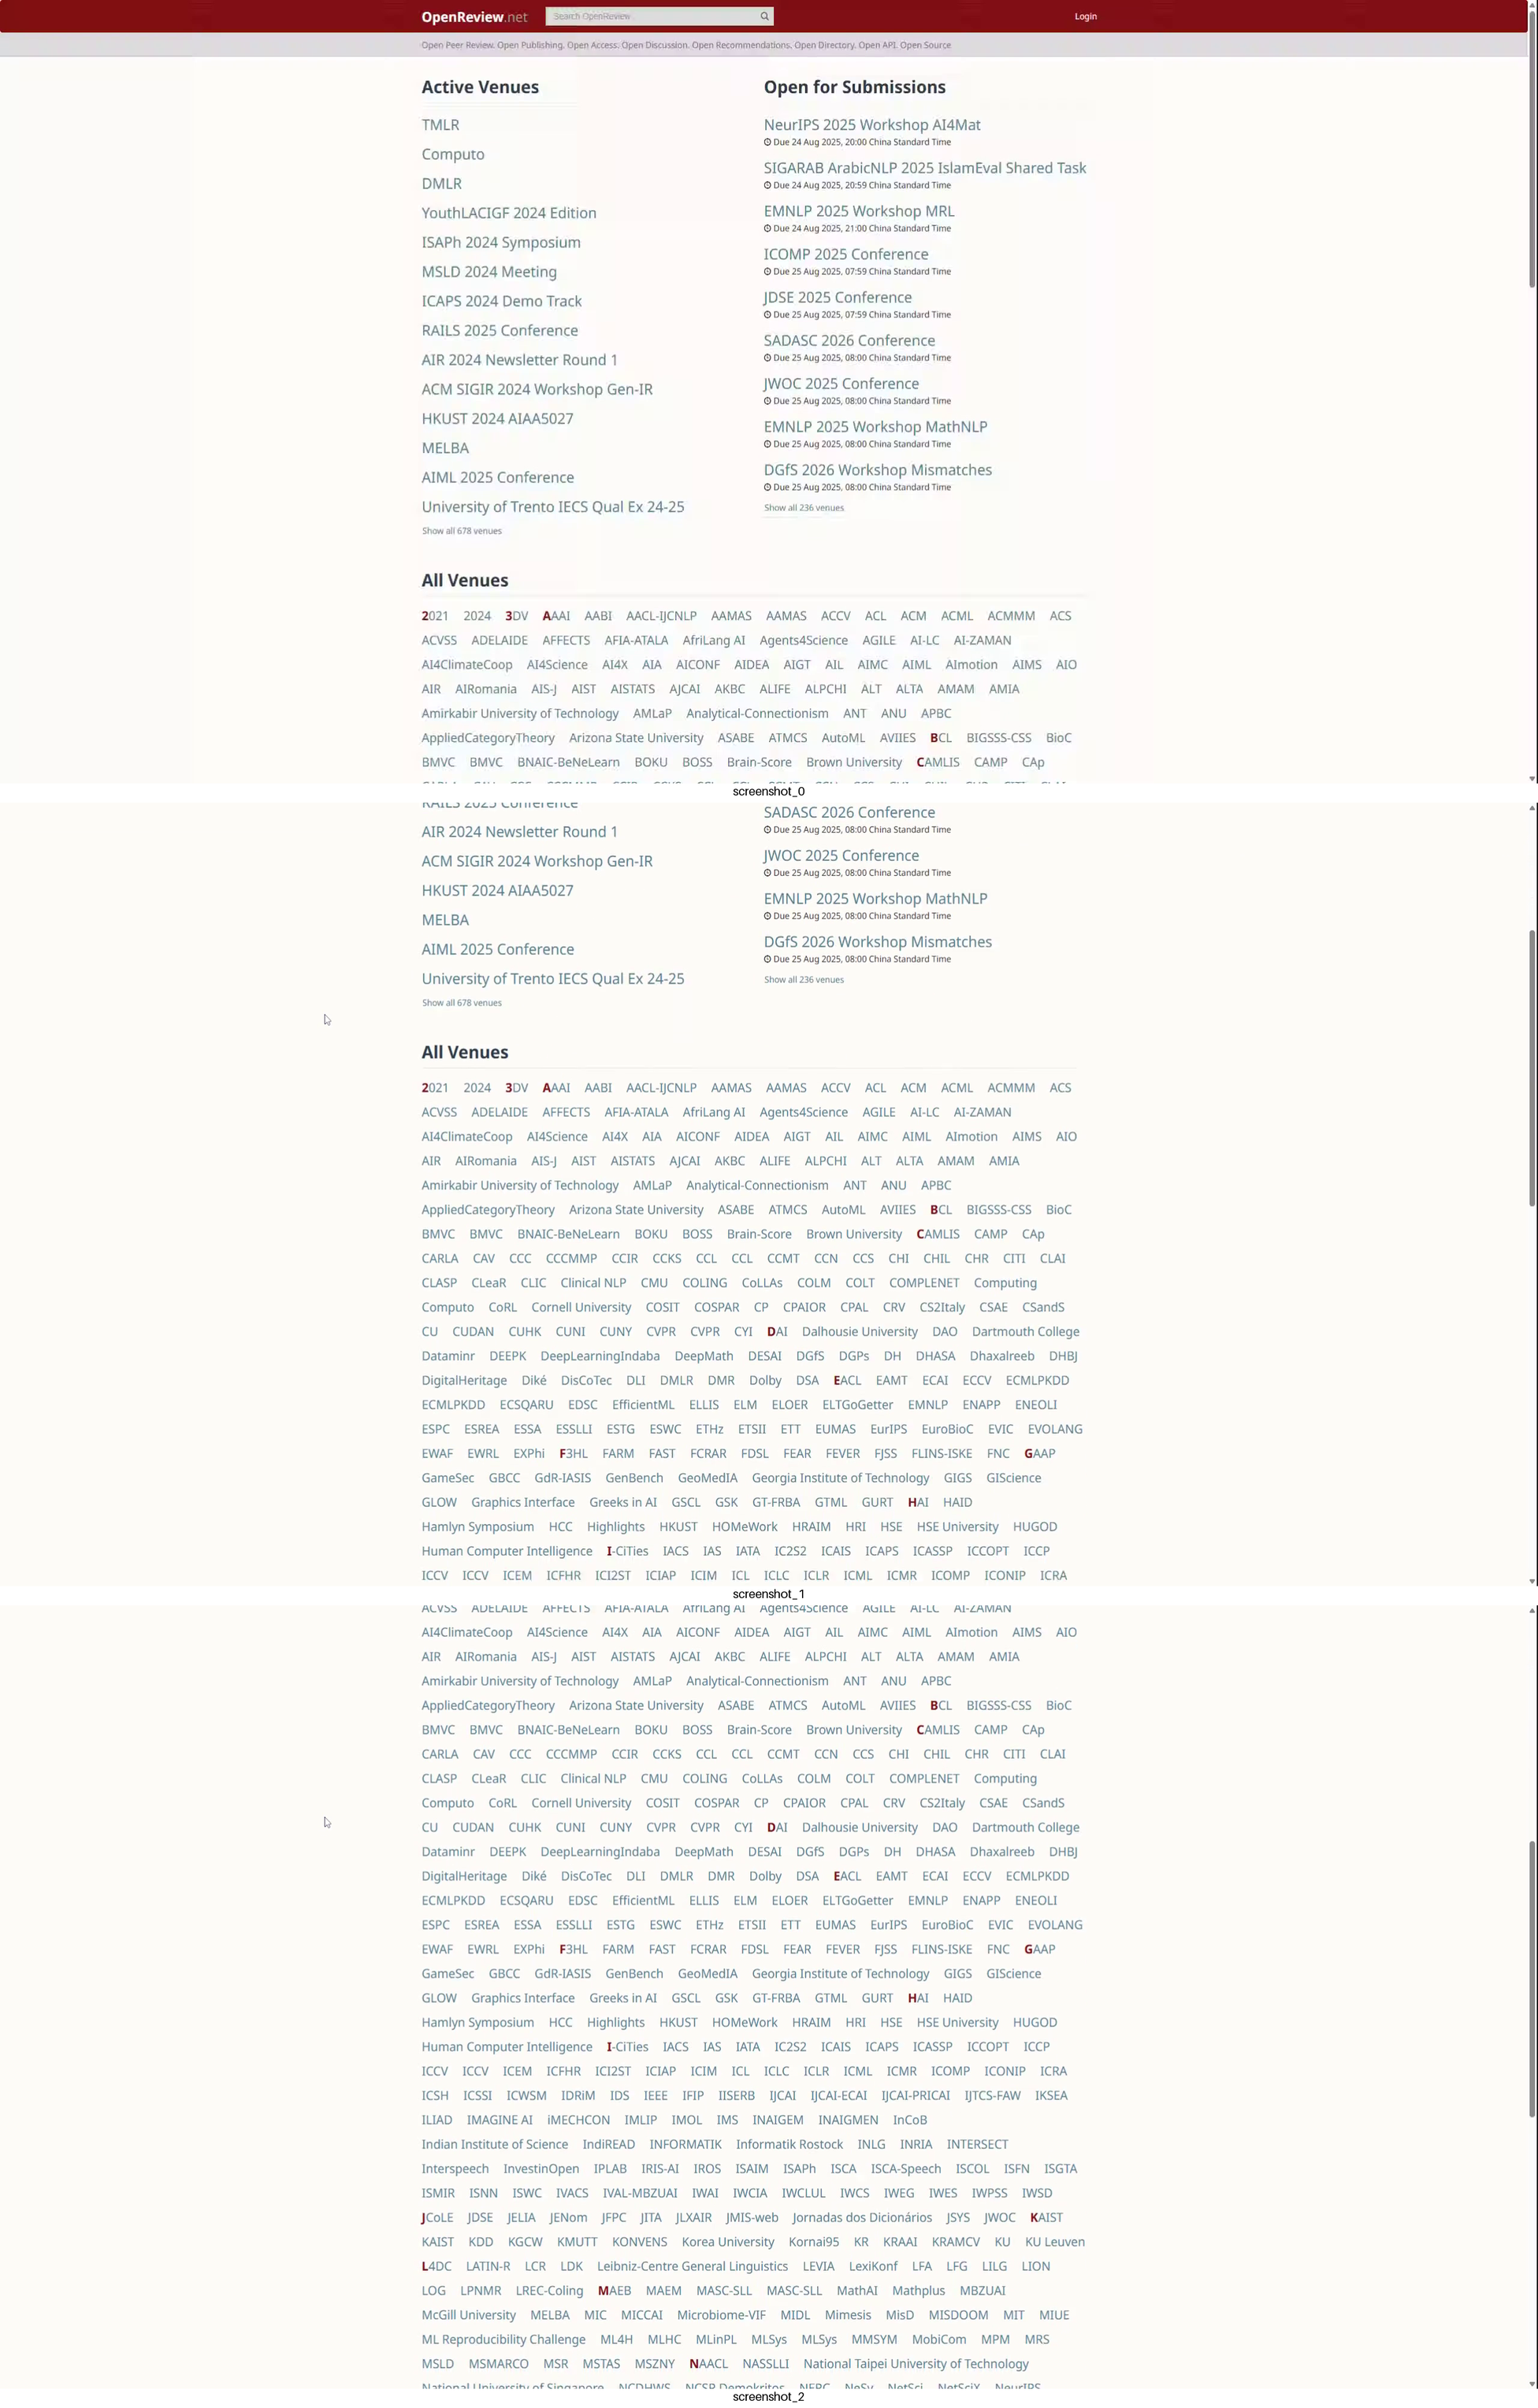 OpenReview.net Search OpenReview... Login
Open Peer Review. Open Publishing. Open Access. Open Discussion. Open Recommendations. Open Directory. Open API. Open Source
Active Venues
TMLR
Computo
DMLR
YouthLACIGF 2024 Edition
ISAPh 2024 Symposium
MSLD 2024 Meeting
ICAPS 2024 Demo Track
RAILS 2025 Conference
AIR 2024 Newsletter Round 1
ACM SIGIR 2024 Workshop Gen-IR
HKUST 2024 AIAA5027
MELBA
AIML 2025 Conference
University of Trento IECS Qual Ex 24-25
Show all 678 venues
Open for Submissions
NeurIPS 2025 Workshop AI4Mat
Due 24 Aug 2025, 20:00 China Standard Time
SIGARAB ArabicNLP 2025 IslamEval Shared Task
Due 24 Aug 2025, 20:59 China Standard Time
EMNLP 2025 Workshop MRL
Due 24 Aug 2025, 21:00 China Standard Time
ICOMP 2025 Conference
Due 25 Aug 2025, 07:59 China Standard Time
JDSE 2025 Conference
Due 25 Aug 2025, 07:59 China Standard Time
SADASC 2026 Conference
Due 25 Aug 2025, 08:00 China Standard Time
JWOC 2025 Conference
Due 25 Aug 2025, 08:00 China Standard Time
EMNLP 2025 Workshop MathNLP
Due 25 Aug 2025, 08:00 China Standard Time
DGfS 2026 Workshop Mismatches
Due 25 Aug 2025, 08:00 China Standard Time
Show all 236 venues
All Venues
2021 2024 3DV AAAI AABI AACL-IJCNLP AAMAS AAMAS ACCV ACL ACM ACML ACMMM ACS
ACVSS ADELAIDE AFFECTS AFIA-ATALA AfriLang AI Agents4Science AGILE AI-LC AI-ZAMAN
AI4ClimateCoop AI4Science AI4X AIA AICONF AIDEA AIGT AIL AIMC AIML AImotion AIMS AIO
AIR AIRomania AIS-J AIST AISTATS AJCAI AKBC ALIFE ALPCHI ALT ALTA AMAM AMIA
Amirkabir University of Technology AMLaP Analytical-Connectionism ANT ANU APBC
AppliedCategoryTheory Arizona State University ASABE ATMCS AutoML AVIIES BCL BIGSSS-CSS BioC
BMVC BMVC BNAIC-BeNeLearn BOKU BOSS Brain-Score Brown University CAMLIS CAMP CAp
screenshot_0
RAILS 2025 Conference
AIR 2024 Newsletter Round 1
ACM SIGIR 2024 Workshop Gen-IR
HKUST 2024 AIAA5027
MELBA
AIML 2025 Conference
University of Trento IECS Qual Ex 24-25
Show all 678 venues
SADASC 2026 Conference
Due 25 Aug 2025, 08:00 China Standard Time
JWOC 2025 Conference
Due 25 Aug 2025, 08:00 China Standard Time
EMNLP 2025 Workshop MathNLP
Due 25 Aug 2025, 08:00 China Standard Time
DGfS 2026 Workshop Mismatches
Due 25 Aug 2025, 08:00 China Standard Time
Show all 236 venues
All Venues
2021 2024 3DV AAAI AABI AACL-IJCNLP AAMAS AAMAS ACCV ACL ACM ACML ACMMM ACS
ACVSS ADELAIDE AFFECTS AFIA-ATALA AfriLang AI Agents4Science AGILE AI-LC AI-ZAMAN
AI4ClimateCoop AI4Science AI4X AIA AICONF AIDEA AIGT AIL AIMC AIML AImotion AIMS AIO
AIR AIRomania AIS-J AIST AISTATS AJCAI AKBC ALIFE ALPCHI ALT ALTA AMAM AMIA
Amirkabir University of Technology AMLaP Analytical-Connectionism ANT ANU APBC
AppliedCategoryTheory Arizona State University ASABE ATMCS AutoML AVIIES BCL BIGSSS-CSS BioC
BMVC BMVC BNAIC-BeNeLearn BOKU BOSS Brain-Score Brown University CAMLIS CAMP CAp
CARLA CAV CCC CCCMMP CCIR CCKS CCL CCL CCMT CCN CCS CHI CHIL CHR CITI CLAI
CLASP CLeaR CLIC Clinical NLP CMU COLING CoLLAs COLM COLT COMPLENET Computing
Computo CoRL Cornell University COSIT COSPAR CP CPAIOR CPAL CRV CS2Italy CSAE CSandS
CU CUDAN CUHK CUNI CUNY CVPR CVPR CYI DAI Dalhousie University DAO Dartmouth College
Dataminr DEEPK DeepLearningIndaba DeepMath DESAI DGfS DGPs DH DHASA Dhaxalreeb DHBJ
DigitalHeritage Diké DisCoTec DLI DMLR DMR Dolby DSA EACL EAMT ECAI ECCV ECMLPKDD
ECMLPKDD ECSQARU EDSC EfficientML ELLIS ELM ELOER ELTGoGetter EMNLP ENAPP ENEOLI
ESPC ESREA ESSA ESSLLI ESTG ESWC ETHz ETSII ETT EUMAS EurIPS EuroBioC EVIC EVOLANG
EWAF EWRL EXPhi F3HL FARM FAST FCRAR FDSL FEAR FEVER FJSS FLINS-ISKE FNC GAAP
GameSec GBCC GdR-IASIS GenBench GeoMedIA Georgia Institute of Technology GIGS GIScience
GLOW Graphics Interface Greeks in AI GSCL GSK GT-FRBA GTML GURT HAI HAID
Hamlyn Symposium HCC Highlights HKUST HOMeWork HRAIM HRI HSE HSE University HUGOD
Human Computer Intelligence I-CiTies IACS IAS IATA IC2S2 ICAIS ICAPS ICASSP ICCOPT ICCP
ICCV ICCV ICEM ICFHR ICI2ST ICIAP ICIM ICL ICLC ICLR ICML ICMR ICOMP ICONIP ICRA
screenshot_1
ACVSS ADELAIDE AFFECTS AFIA-ATALA AfriLang AI Agents4Science AGILE AI-LC AI-ZAMAN
AI4ClimateCoop AI4Science AI4X AIA AICONF AIDEA AIGT AIL AIMC AIML AImotion AIMS AIO
AIR AIRomania AIS-J AIST AISTATS AJCAI AKBC ALIFE ALPCHI ALT ALTA AMAM AMIA
Amirkabir University of Technology AMLaP Analytical-Connectionism ANT ANU APBC
AppliedCategoryTheory Arizona State University ASABE ATMCS AutoML AVIIES BCL BIGSSS-CSS BioC
BMVC BMVC BNAIC-BeNeLearn BOKU BOSS Brain-Score Brown University CAMLIS CAMP CAp
CARLA CAV CCC CCCMMP CCIR CCKS CCL CCL CCMT CCN CCS CHI CHIL CHR CITI CLAI
CLASP CLeaR CLIC Clinical NLP CMU COLING CoLLAs COLM COLT COMPLENET Computing
Computo CoRL Cornell University COSIT COSPAR CP CPAIOR CPAL CRV CS2Italy CSAE CSandS
CU CUDAN CUHK CUNI CUNY CVPR CVPR CYI DAI Dalhousie University DAO Dartmouth College
Dataminr DEEPK DeepLearningIndaba DeepMath DESAI DGfS DGPs DH DHASA Dhaxalreeb DHBJ
DigitalHeritage Diké DisCoTec DLI DMLR DMR Dolby DSA EACL EAMT ECAI ECCV ECMLPKDD
ECMLPKDD ECSQARU EDSC EfficientML ELLIS ELM ELOER ELTGoGetter EMNLP ENAPP ENEOLI
ESPC ESREA ESSA ESSLLI ESTG ESWC ETHz ETSII ETT EUMAS EurIPS EuroBioC EVIC EVOLANG
EWAF EWRL EXPhi F3HL FARM FAST FCRAR FDSL FEAR FEVER FJSS FLINS-ISKE FNC GAAP
GameSec GBCC GdR-IASIS GenBench GeoMedIA Georgia Institute of Technology GIGS GIScience
GLOW Graphics Interface Greeks in AI GSCL GSK GT-FRBA GTML GURT HAI HAID
Hamlyn Symposium HCC Highlights HKUST HOMeWork HRAIM HRI HSE HSE University HUGOD
Human Computer Intelligence I-CiTies IACS IAS IATA IC2S2 ICAIS ICAPS ICASSP ICCOPT ICCP
ICCV ICCV ICEM ICFHR ICI2ST ICIAP ICIM ICL ICLC ICLR ICML ICMR ICOMP ICONIP ICRA
ICSH ICSSI ICWSM IDRiM IDS IEEE IFIP IISERB IJCAI IJCAI-ECAI IJCAI-PRICAI IJTCS-FAW IKSEA
ILIAD IMAGINE AI iMECHCON IMLIP IMOL IMS INAIGEM INAIGMEN InCoB
Indian Institute of Science IndiREAD INFORMATIK Informatik Rostock INLG INRIA INTERSECT
Interspeech InvestinOpen IPLAB IRIS-AI IROS ISAIM ISAPh ISCA ISCA-Speech ISCOL ISFN ISGTA
ISMIR ISNN ISWC IVACS IVAL-MBZUAI IWAI IWCIA IWCLUL IWCS IWEG IWES IWPSS IWSD
JCoLE JDSE JELIA JENom JFPC JITA JLXAIR JMIS-web Jornadas dos Dicionários JSYS JWOC KAIST
KAIST KDD KGCW KMUTT KONVENS Korea University Kornai95 KR KRAAI KRAMCV KU KU Leuven
L4DC LATIN-R LCR LDK Leibniz-Centre General Linguistics LEVIA LexiKonf LFA LFG LILG LION
LOG LPNMR LREC-Coling MAEB MAEM MASC-SLL MASC-SLL MathAI Mathplus MBZUAI
McGill University MELBA MIC MICCAI Microbiome-VIF MIDL Mimesis MisD MISDOOM MIT MIUE
ML Reproducibility Challenge ML4H MLHC MLinPL MLSys MLSys MMSYM MobiCom MPM MRS
MSLD MSMARCO MSR MSTAS MSZNY NAACL NASSLLI National Taipei University of Technology
National University of Singapore NCDHWS NCSR Demokritos NERC NeSy NetSci NetSciX NeurIPS
screenshot_2